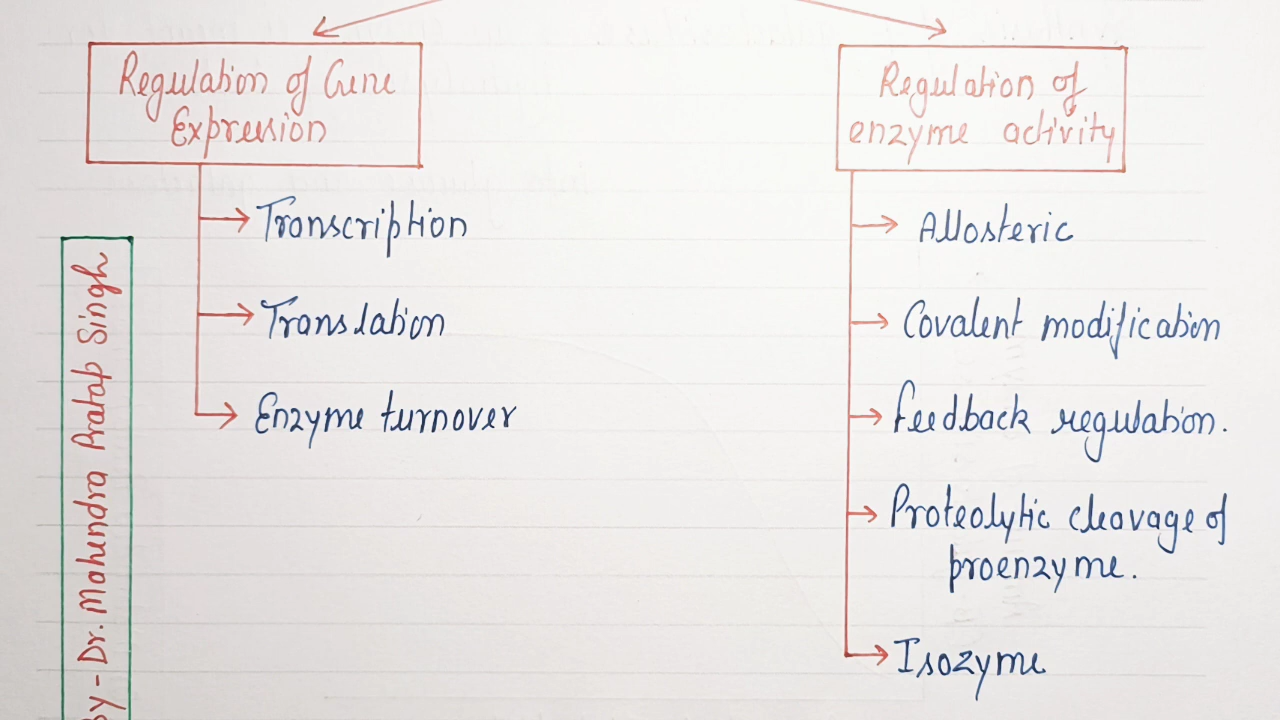 Regulation of Gene
Expression
Transcription
Translation
Enzyme turnover
Regulation of
enzyme activity
Allosteric
Covalent modification
Feedback regulation.
Proteolytic cleavage of
proenzyme.
Isozyme
By-Dr. Mahendra Pratap Singh